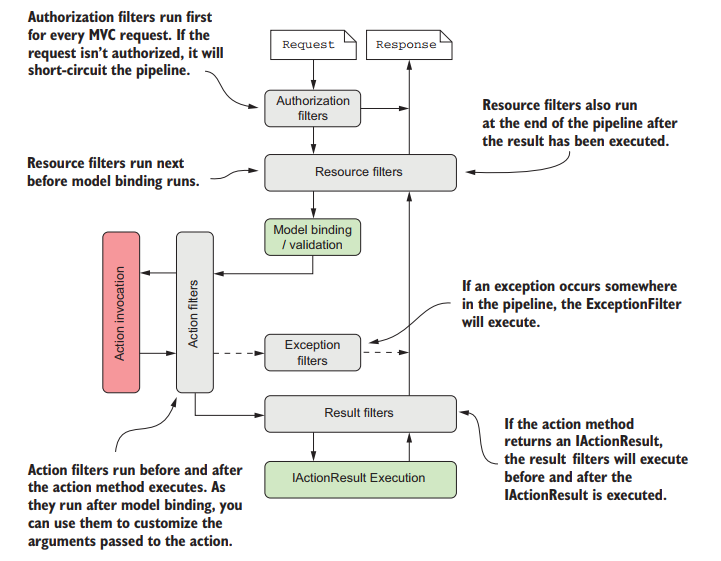 Authorization filters run first
for every MVC request. If the
request isn't authorized, it will
short-circuit the pipeline.
Request
Response
Authorization
filters
Resource filters also run
at the end of the pipeline after
the result has been executed.
Resource filters run next
before model binding runs.
Resource filters
Model binding
/ validation
Action invocation
Action filters
If an exception occurs somewhere
in the pipeline, the ExceptionFilter
will execute.
Exception
filters
Result filters
If the action method
returns an IActionResult,
the result filters will execute
before and after the
IActionResult is executed.
Action filters run before and after
the action method executes. As
they run after model binding, you
can use them to customize the
arguments passed to the action.
IActionResult Execution